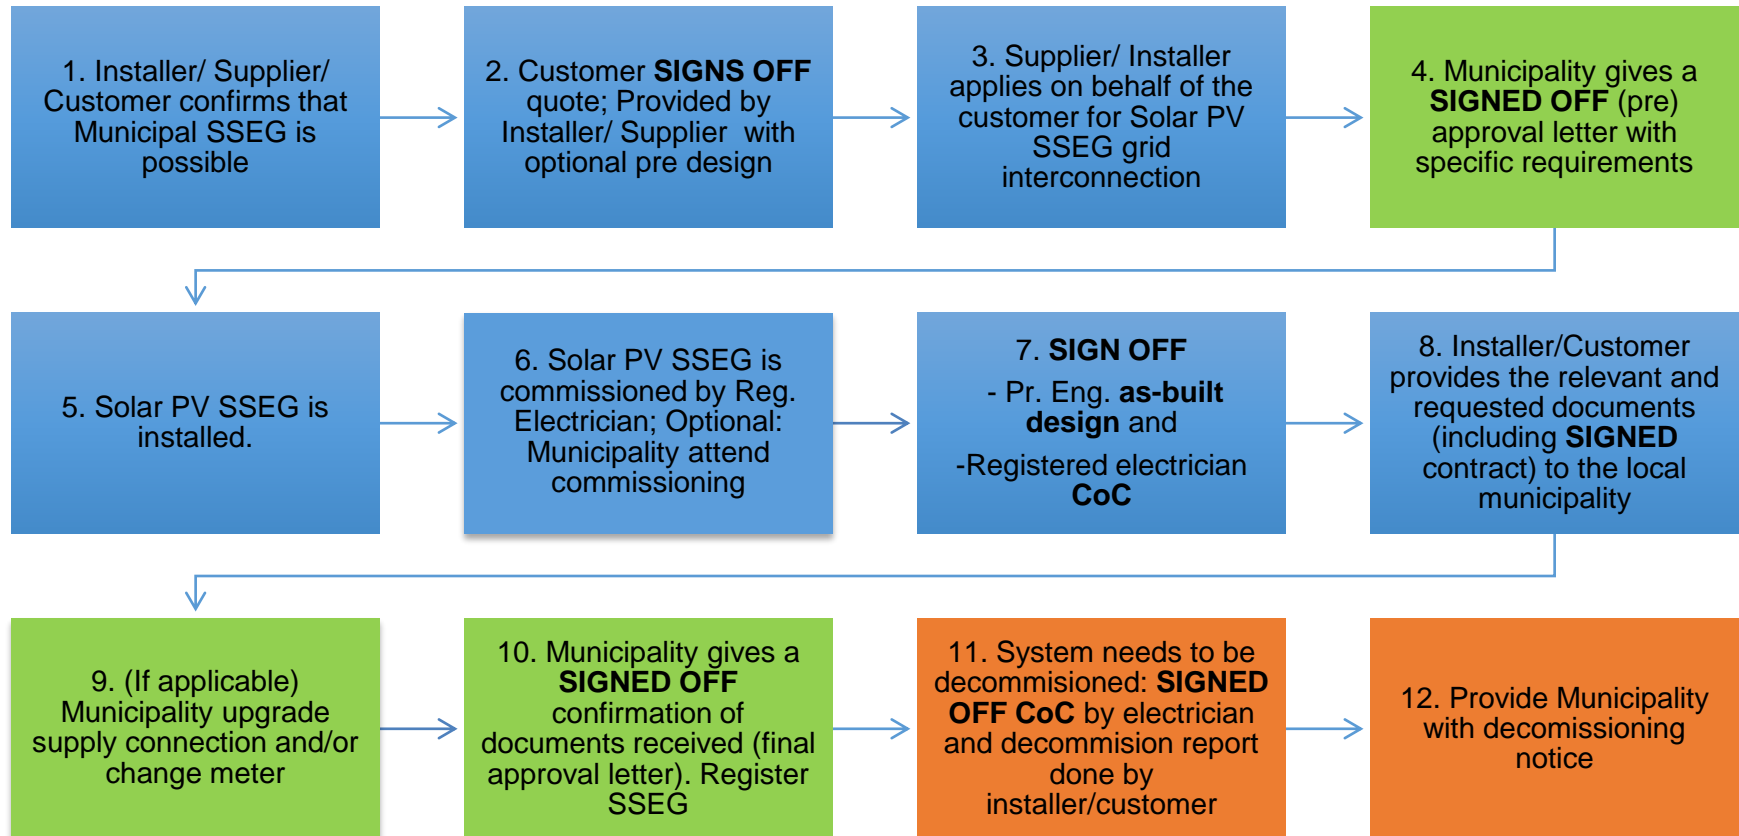 1. Installer/ Supplier/
Customer confirms that
Municipal SSEG is
possible
2. Customer SIGNS OFF
quote; Provided by
Installer/ Supplier with
optional pre design
3. Supplier/ Installer
applies on behalf of the
customer for Solar PV
SSEG grid
interconnection
4. Municipality gives a
SIGNED OFF (pre)
approval letter with
specific requirements
5. Solar PV SSEG is
installed.
6. Solar PV SSEG is
commissioned by Reg.
Electrician; Optional:
Municipality attend
commissioning
7. SIGN OFF
- Pr. Eng. as-built
design and
-Registered electrician
CoC
8. Installer/Customer
provides the relevant and
requested documents
(including SIGNED
contract) to the local
municipality
9. (If applicable)
Municipality upgrade
supply connection and/or
change meter
10. Municipality gives a
SIGNED OFF
confirmation of
documents received (final
approval letter). Register
SSEG
11. System needs to be
decommisioned: SIGNED
OFF CoC by electrician
and decommision report
done by
installer/customer
12. Provide Municipality
with decomissioning
notice